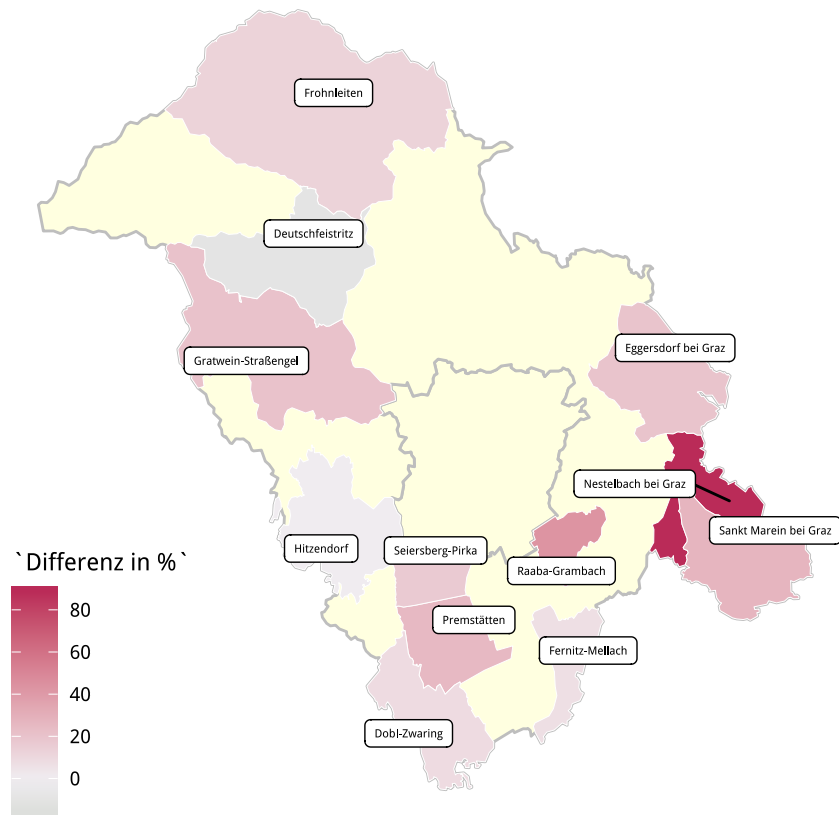 Frohnleiten
Deutschfeistritz
Eggersdorf bei Graz
Gratwein-Straßengel
Nestelbach bei Graz
Sankt Marein bei Graz
Hitzendorf
Seiersberg-Pirka
Raaba-Grambach
Premstätten
Fernitz-Mellach
Dobl-Zwaring
`Differenz in %`
80
60
40
20
0